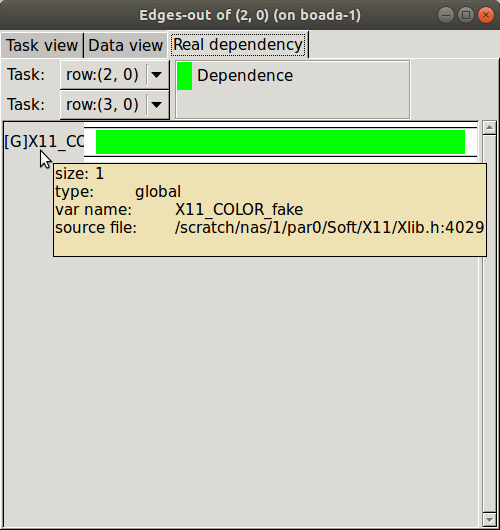 Edges-out of (2, 0) (on boada-1)
Task view Data view Real dependency
Task: row:(2, 0) Dependence
Task: row:(3, 0)
[G]X11_CO
size: 1
type: global
var name: X11_COLOR_fake
source file: /scratch/nas/1/par0/Soft/X11/Xlib.h:4029